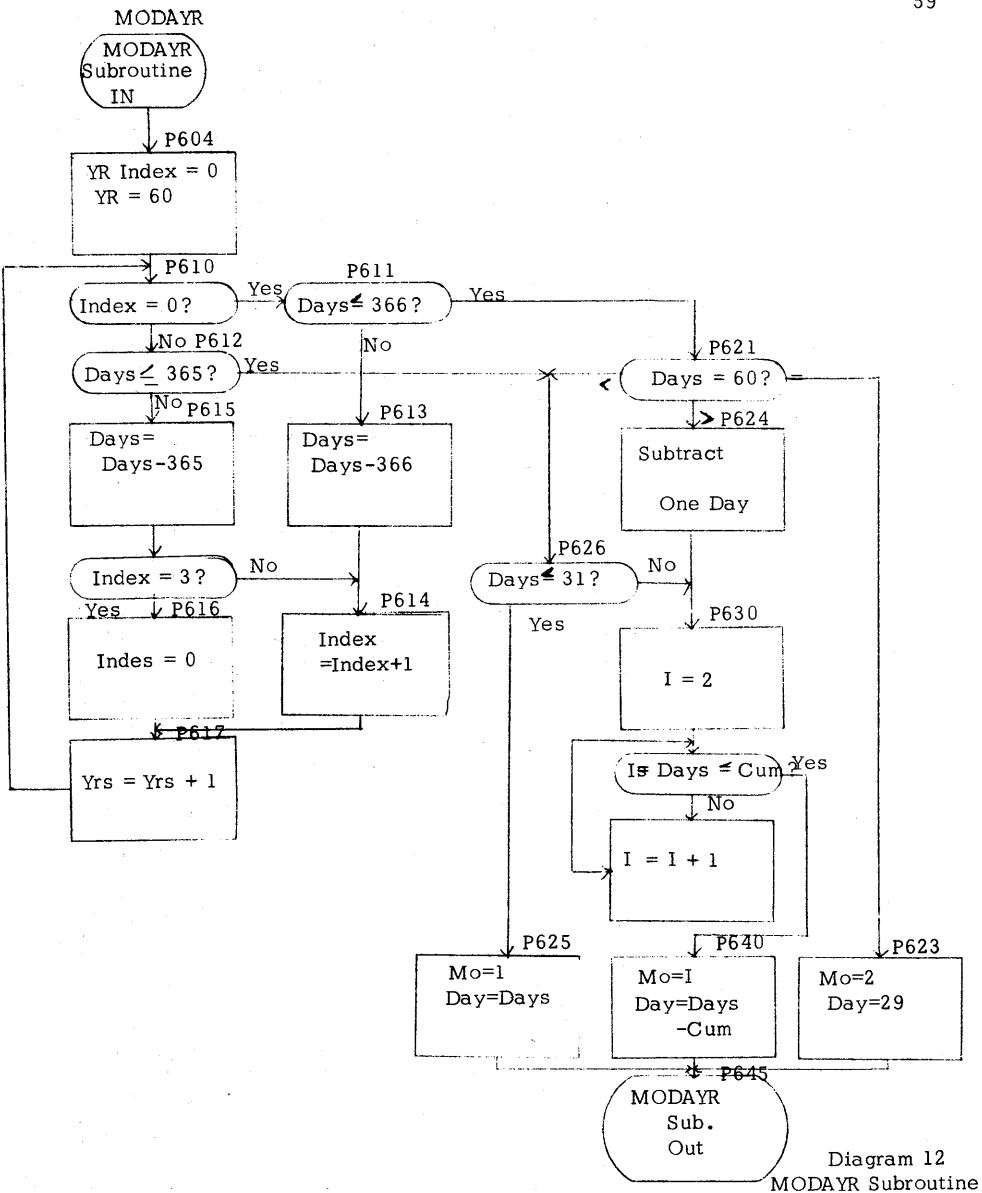 59
MODAYR
MODAYR
Subroutine
IN
P604
YR Index = 0
YR = 60
P610
Index = 0?
Yes
P611
Days ≤ 366?
Yes
No
P612
Days ≤ 365?
Yes
No
P621
< Days = 60? =
> P624
Subtract
One Day
No
P615
Days=
Days-365
P613
Days=
Days-366
Index = 3?
No
Yes
P616
Indes = 0
P614
Index
=Index+1
P617
Yrs = Yrs + 1
P626
Days ≤ 31?
No
Yes
P630
I = 2
Is Days ≤ Cum ?
Yes
No
I = I + 1
P625
Mo=1
Day=Days
P640
Mo=I
Day=Days
-Cum
P623
Mo=2
Day=29
P645
MODAYR
Sub.
Out
Diagram 12
MODAYR Subroutine